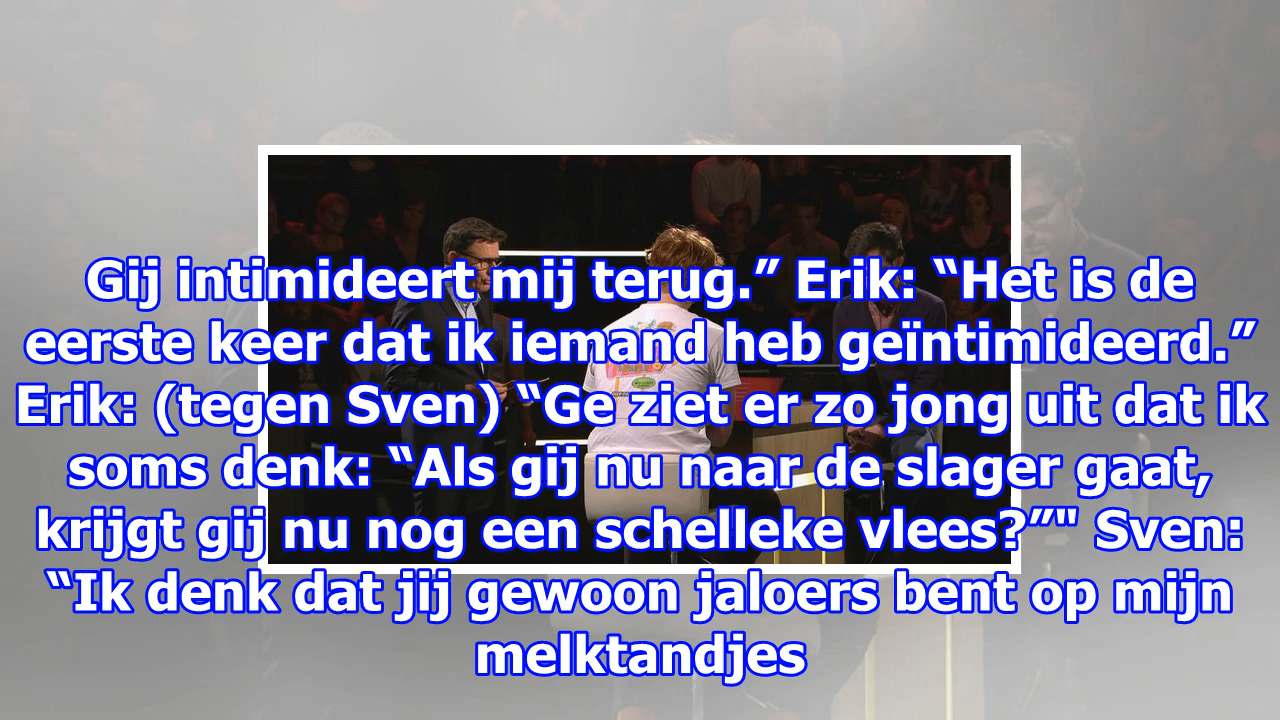 Gij intimideert mij terug.” Erik: “Het is de
eerste keer dat ik iemand heb geïntimideerd.”
Erik: (tegen Sven) “Ge ziet er zo jong uit dat ik
soms denk: “Als gij nu naar de slager gaat,
krijgt gij nu nog een schelleke vlees?”" Sven:
“Ik denk dat jij gewoon jaloers bent op mijn
melktandjes